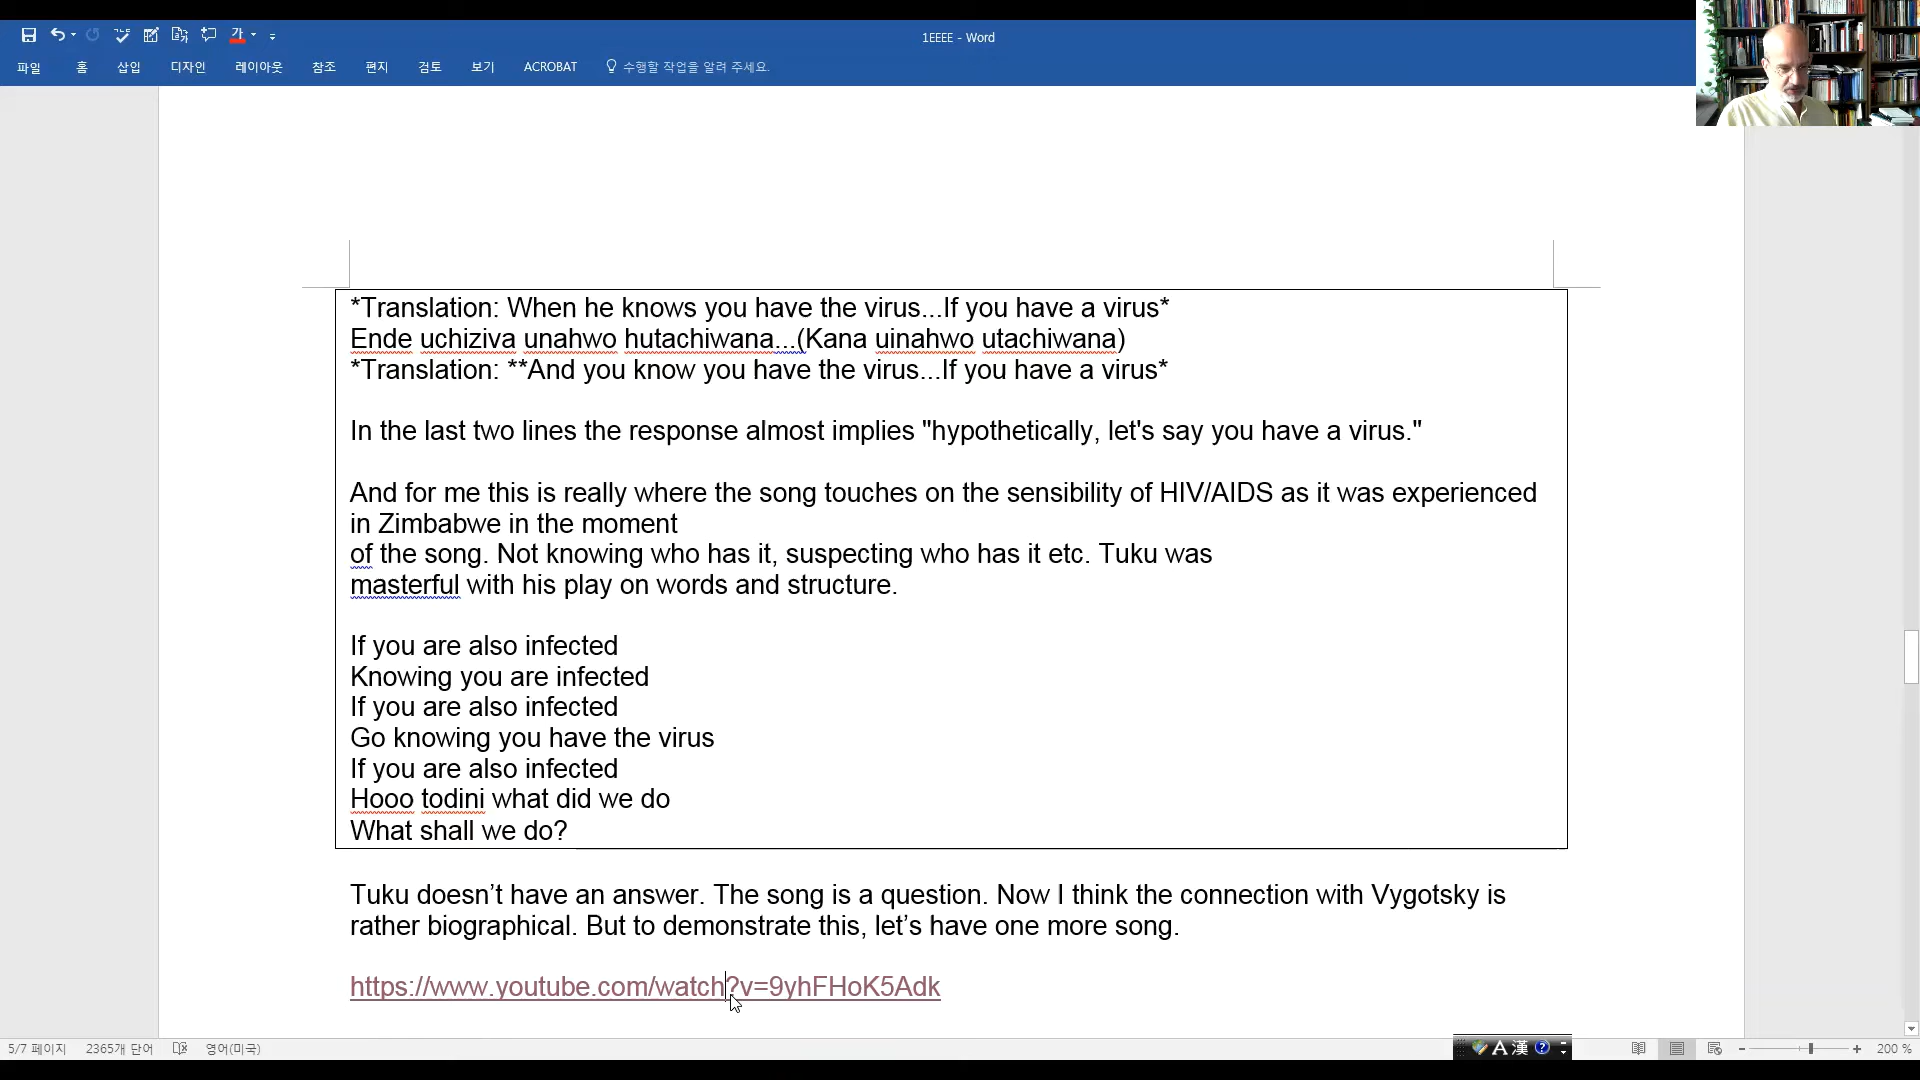 1EEEE - Word
파일 홈 삽입 디자인 레이아웃 참조 편지 검토 보기 ACROBAT 수행할 작업을 알려 주세요.
*Translation: When he knows you have the virus...If you have a virus*
Ende uchiziva unahwo hutachiwana...(Kana uinahwo utachiwana)
*Translation: **And you know you have the virus...If you have a virus*
In the last two lines the response almost implies "hypothetically, let's say you have a virus."
And for me this is really where the song touches on the sensibility of HIV/AIDS as it was experienced
in Zimbabwe in the moment
of the song. Not knowing who has it, suspecting who has it etc. Tuku was
masterful with his play on words and structure.
If you are also infected
Knowing you are infected
If you are also infected
Go knowing you have the virus
If you are also infected
Hooo todini what did we do
What shall we do?
Tuku doesn’t have an answer. The song is a question. Now I think the connection with Vygotsky is
rather biographical. But to demonstrate this, let’s have one more song.
https://www.youtube.com/watch?v=9yhFHoK5Adk
5/7 페이지 2365개 단어 영어(미국) A 漢 200 %